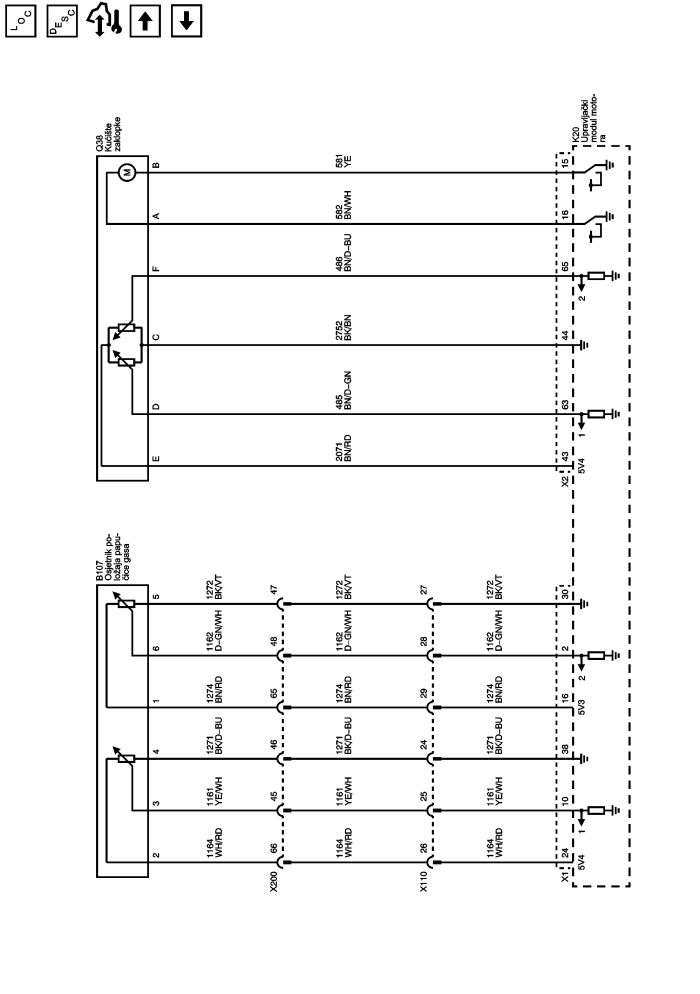 LOC
DESC
Q38
Kućište
zaklopke
K20
Upravljački
modul moto-
ra
M
B
581
YE
15
A
582
BN/WH
16
F
486
BN/D-BU
65
2
C
2752
BK/BN
44
D
485
BN/D-GN
63
1
E
2071
BN/RD
43
5V4
X2
B107
Osjetnik po-
ložaja papu-
čice gasa
5
1272
BK/VT
47
1272
BK/VT
27
1272
BK/VT
30
6
1162
D-GN/WH
48
1162
D-GN/WH
28
1162
D-GN/WH
2
2
1
1274
BN/RD
65
1274
BN/RD
29
1274
BN/RD
16
5V3
4
1271
BK/D-BU
46
1271
BK/D-BU
24
1271
BK/D-BU
38
3
1161
YE/WH
45
1161
YE/WH
25
1161
YE/WH
10
1
2
1164
WH/RD
66
1164
WH/RD
26
1164
WH/RD
24
5V4
X200
X110
X1